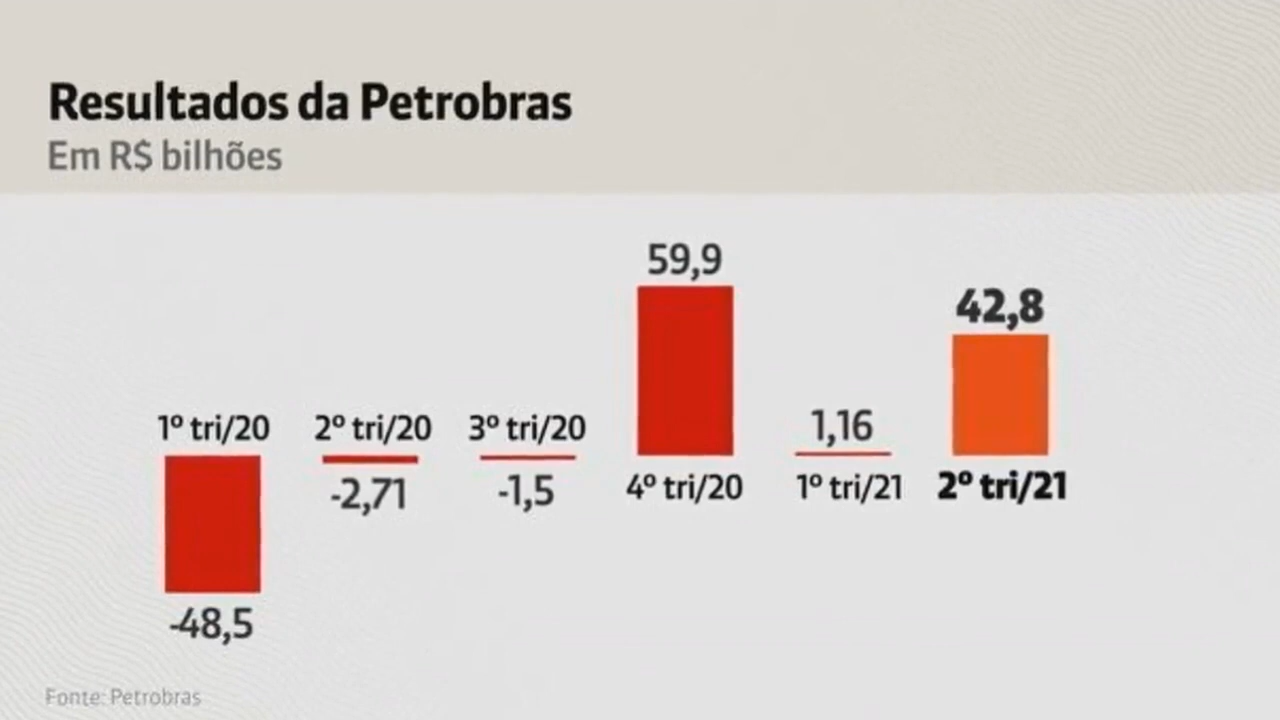 Resultados da Petrobras
Em R$ bilhões
59,9
42,8
1,16
1º tri/20
2º tri/20
3º tri/20
-2,71
-1,5
4º tri/20
1º tri/21
2º tri/21
-48,5
Fonte: Petrobras